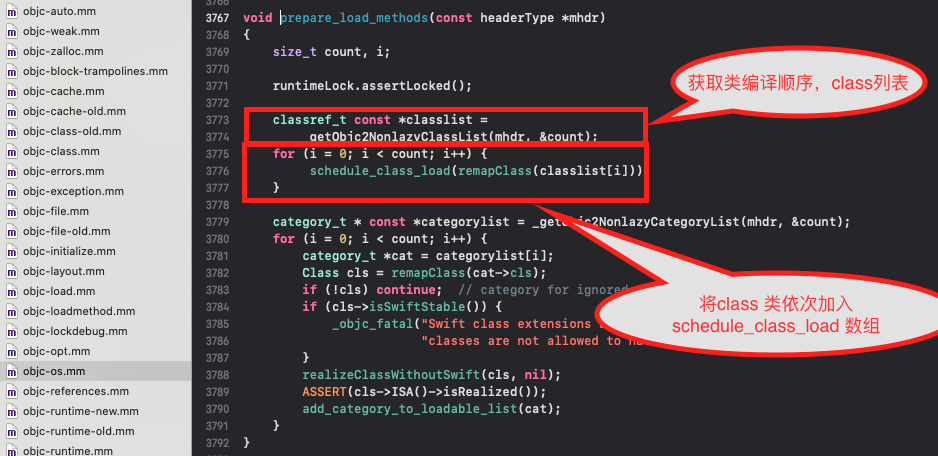 objc-auto.mm
objc-weak.mm
objc-zalloc.mm
objc-block-trampolines.mm
objc-cache.mm
objc-cache-old.mm
objc-class-old.mm
objc-class.mm
objc-errors.mm
objc-exception.mm
objc-file.mm
objc-file-old.mm
objc-initialize.mm
objc-layout.mm
objc-load.mm
objc-loadmethod.mm
objc-lockdebug.mm
objc-opt.mm
objc-os.mm
objc-references.mm
objc-runtime-new.mm
objc-runtime-old.mm
objc-runtime.mm
3767 void prepare_load_methods(const headerType *mhdr)
3768 {
3769 size_t count, i;
3770
3771 runtimeLock.assertLocked();
3772
3773 classref_t const *classlist =
3774 getObjc2NonlazyClassList(mhdr, &count);
3775 for (i = 0; i < count; i++) {
3776 schedule_class_load(remapClass(classlist[i]))
3777 }
3778
3779 category_t * const *categorylist = _getObjc2NonlazyCategoryList(mhdr, &count);
3780 for (i = 0; i < count; i++) {
3781 category_t *cat = categorylist[i];
3782 Class cls = remapClass(cat->cls);
3783 if (!cls) continue; // category for ignored
3784 if (cls->isSwiftStable()) {
3785 _objc_fatal("Swift class extensions
3786 "classes are not allowed to
3787 }
3788 realizeClassWithoutSwift(cls, nil);
3789 ASSERT(cls->ISA()->isRealized());
3790 add_category_to_loadable_list(cat);
3791 }
3792 }
获取类编译顺序，class列表
将class 类依次加入
schedule_class_load 数组